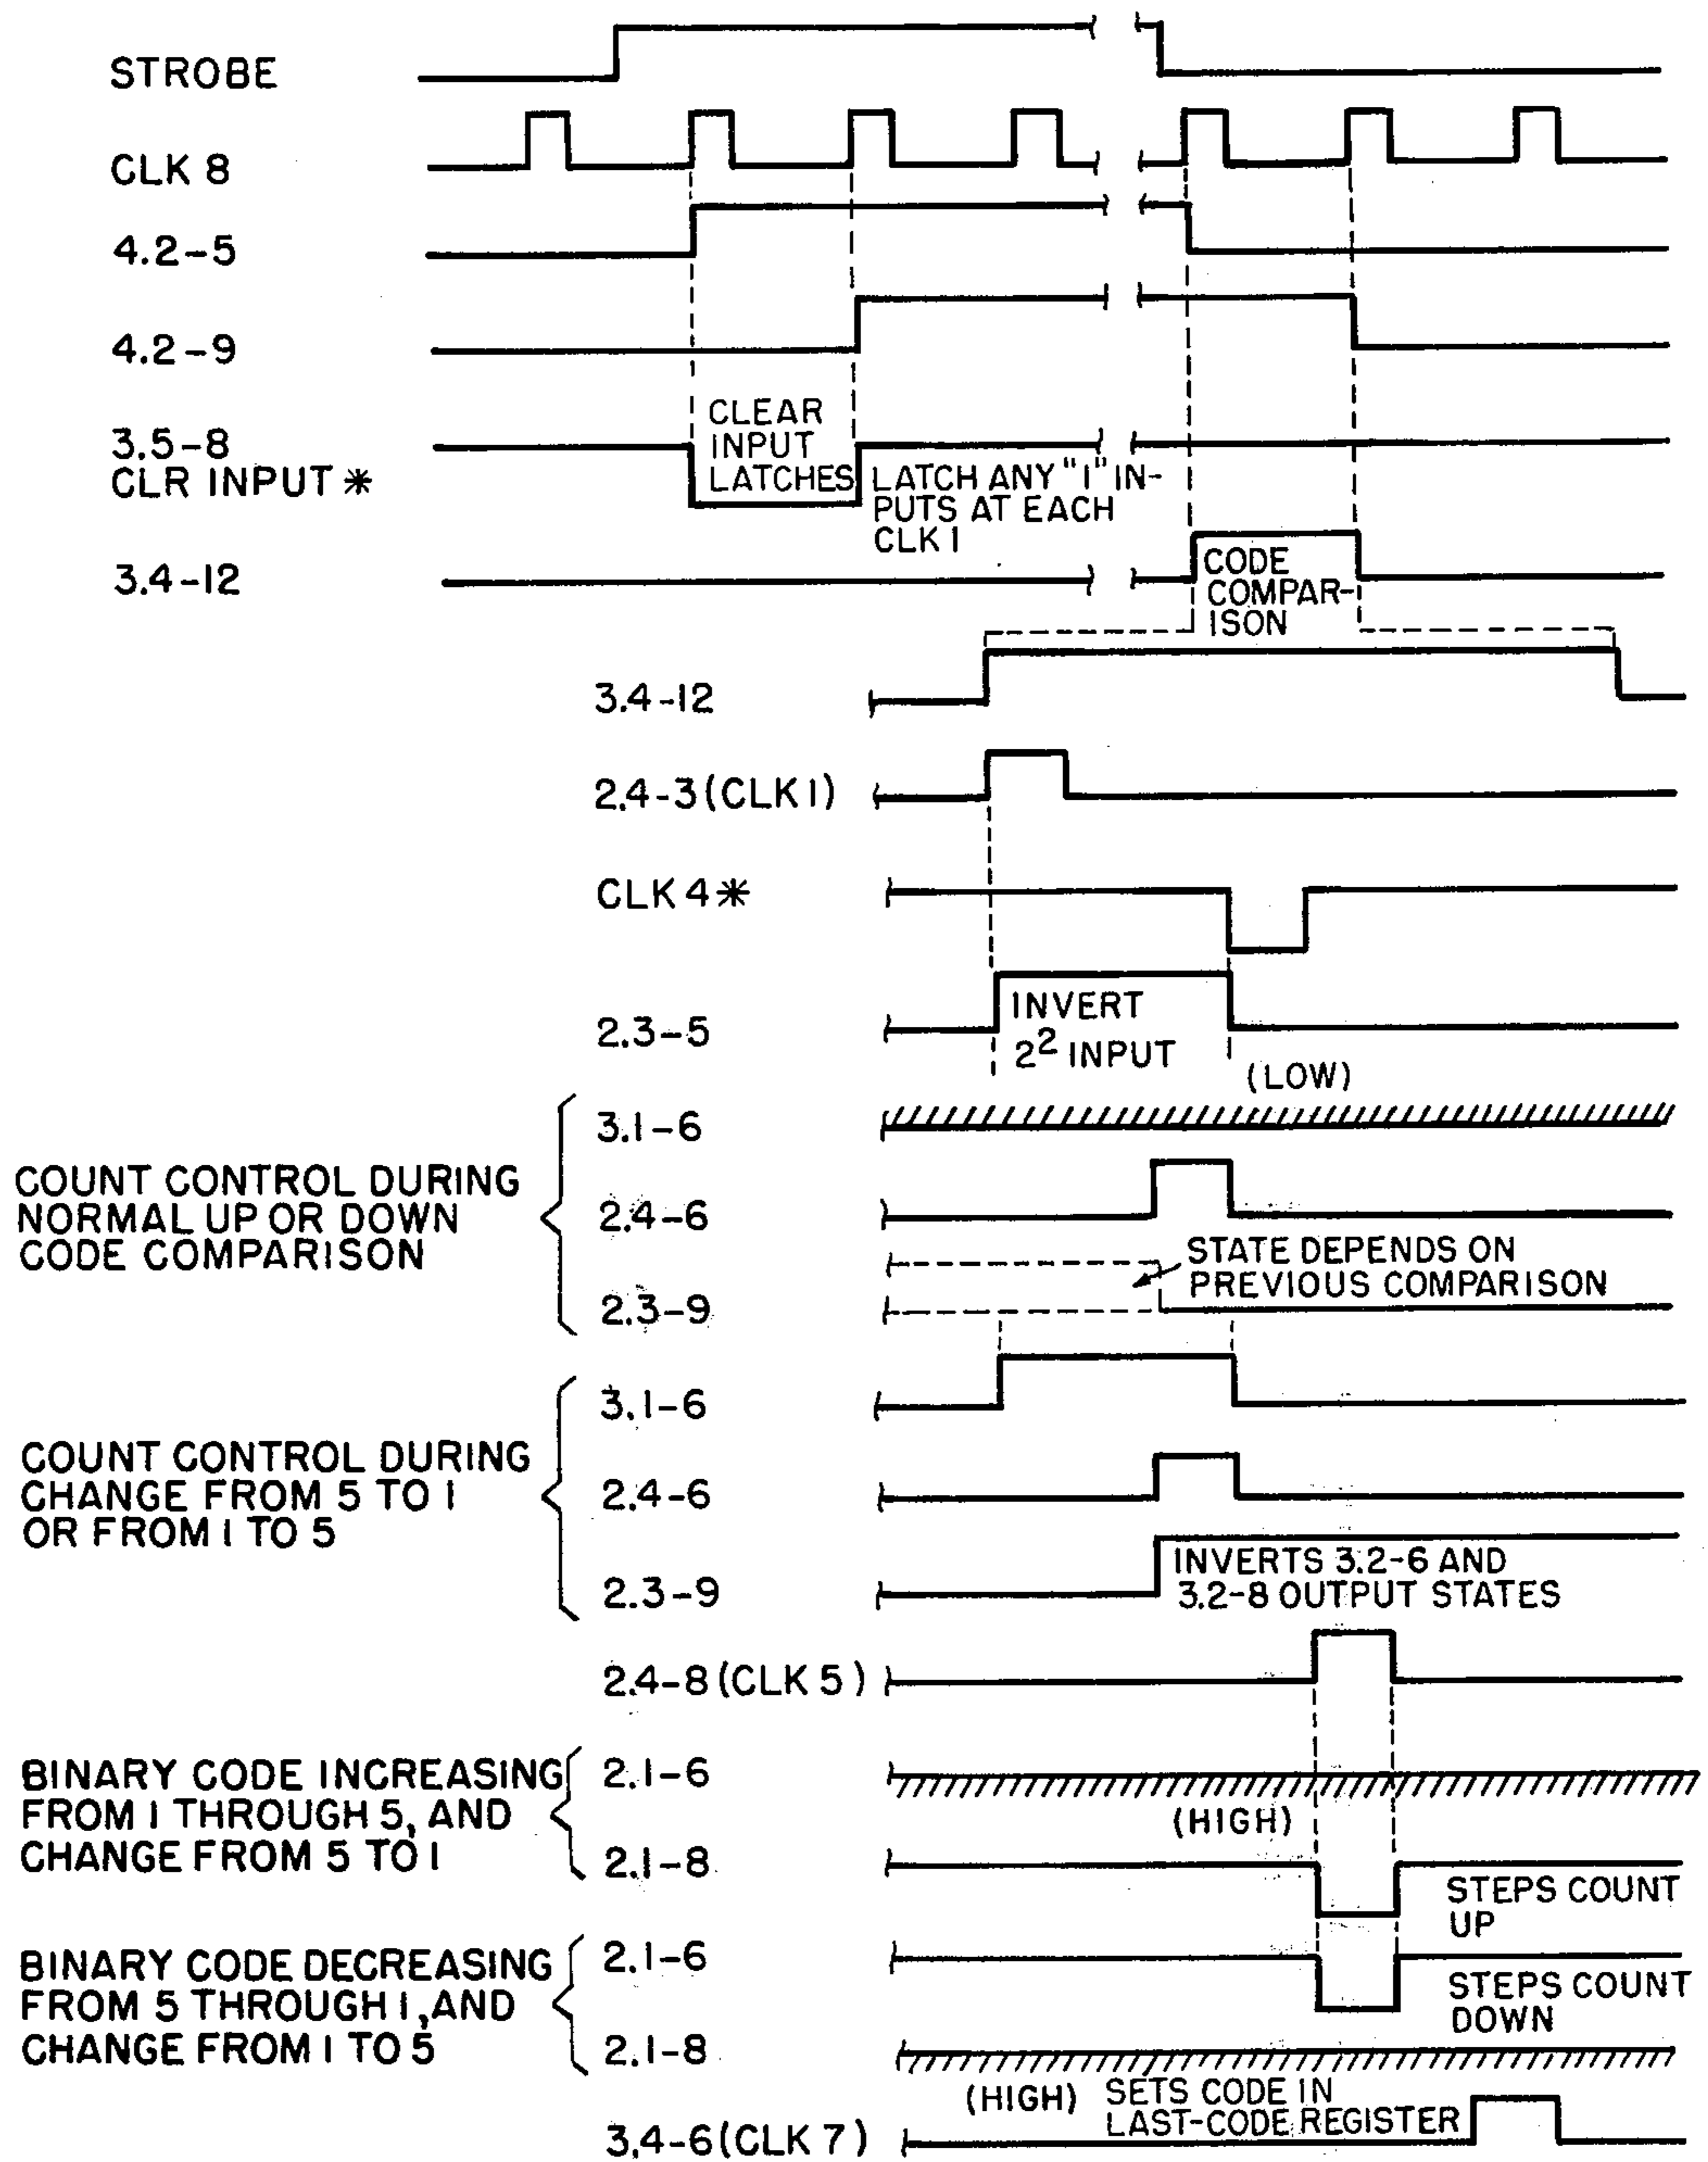 STROBE
CLK 8
4.2-5
4.2-9
3.5-8
CLR INPUT *
CLEAR
INPUT
LATCHES
LATCH ANY "1" IN-
PUTS AT EACH
CLK 1
3.4-12
CODE
COMPAR-
ISON
3.4-12
2.4-3 (CLK 1)
CLK 4 *
2.3-5
INVERT
2² INPUT
(LOW)
COUNT CONTROL DURING
NORMAL UP OR DOWN
CODE COMPARISON
3.1-6
2.4-6
2.3-9
STATE DEPENDS ON
PREVIOUS COMPARISON
COUNT CONTROL DURING
CHANGE FROM 5 TO 1
OR FROM 1 TO 5
3.1-6
2.4-6
2.3-9
INVERTS 3.2-6 AND
3.2-8 OUTPUT STATES
2.4-8 (CLK 5)
BINARY CODE INCREASING
FROM 1 THROUGH 5, AND
CHANGE FROM 5 TO 1
2.1-6
(HIGH)
2.1-8
STEPS COUNT
UP
BINARY CODE DECREASING
FROM 5 THROUGH 1, AND
CHANGE FROM 1 TO 5
2.1-6
STEPS COUNT
DOWN
2.1-8
(HIGH)
SETS CODE IN
LAST-CODE REGISTER
3.4-6 (CLK 7)